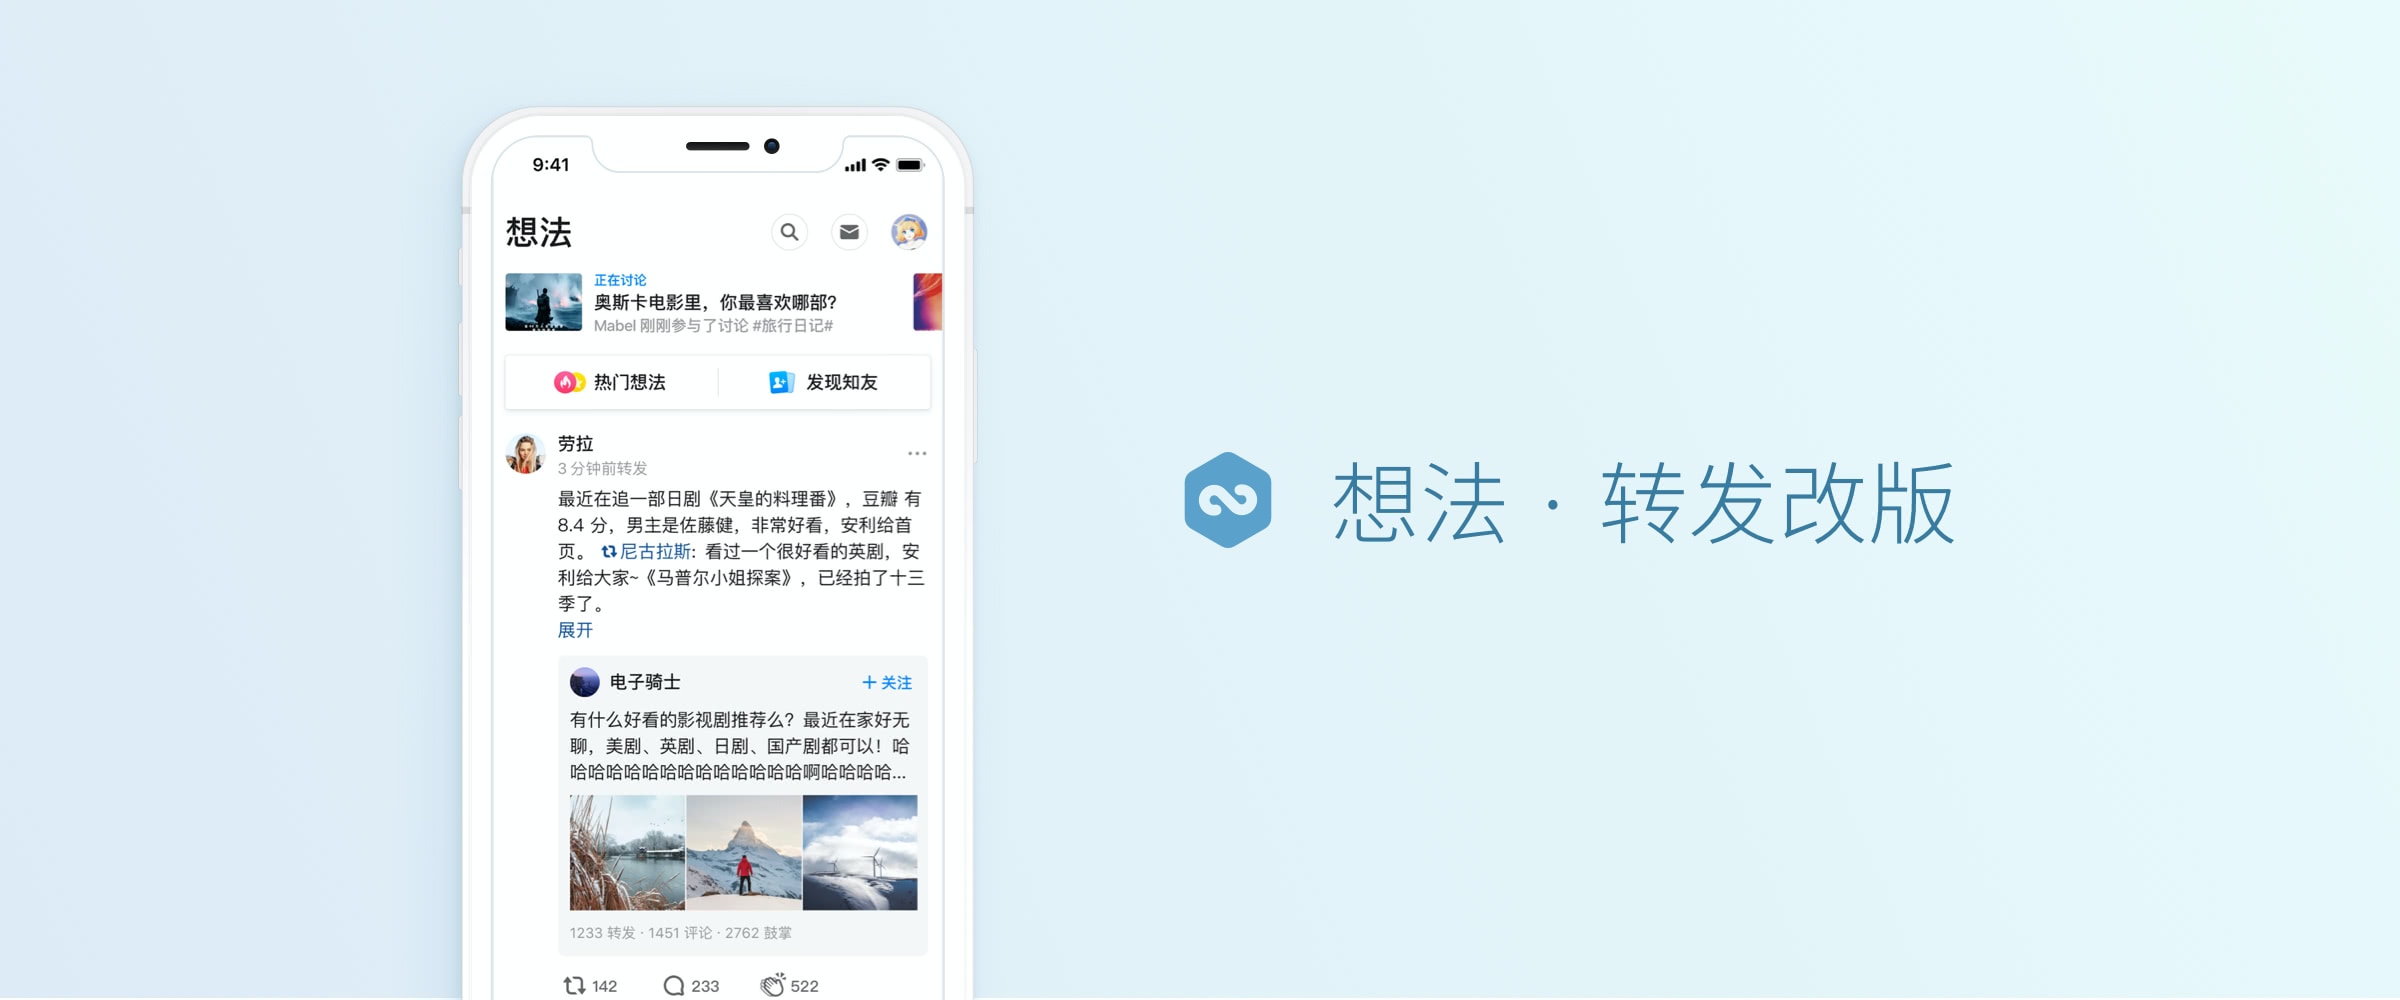 9:41
想法
正在讨论
奥斯卡电影里，你最喜欢哪部？
Mabel 刚刚参与了讨论 #旅行日记#
热门想法
发现知友
劳拉
3 分钟前转发
最近在追一部日剧《天皇的料理番》，豆瓣 有
8.4 分，男主是佐藤健，非常好看，安利给首
页。 尼古拉斯：看过一个很好看的英剧，安
利给大家~《马普尔小姐探案》，已经拍了十三
季了。
展开
电子骑士
+ 关注
有什么好看的影视剧推荐么？最近在家好无
聊，美剧、英剧、日剧、国产剧都可以！哈
哈哈哈哈哈哈哈哈哈哈哈哈哈啊哈哈哈哈...
1233 转发 · 1451 评论 · 2762 鼓掌
142
233
522
想法 · 转发改版